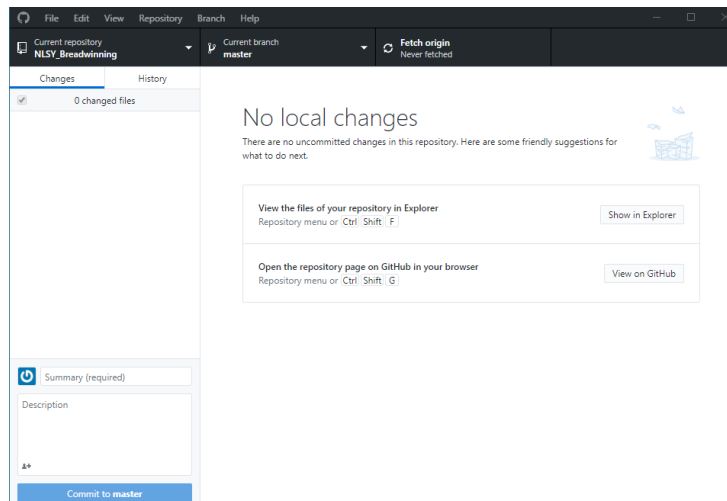 File Edit View Repository Branch Help
Current repository
NLSY_Breadwinning
Current branch
master
Fetch origin
Never fetched
Changes History
0 changed files
No local changes
There are no uncommitted changes in this repository. Here are some friendly suggestions for
what to do next.
View the files of your repository in Explorer
Repository menu or Ctrl Shift F
Show in Explorer
Open the repository page on GitHub in your browser
Repository menu or Ctrl Shift G
View on GitHub
Summary (required)
Description
Commit to master